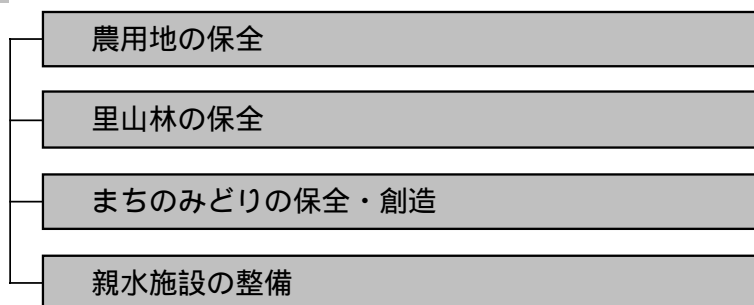 農用地の保全
里山林の保全
まちのみどりの保全・創造
親水施設の整備